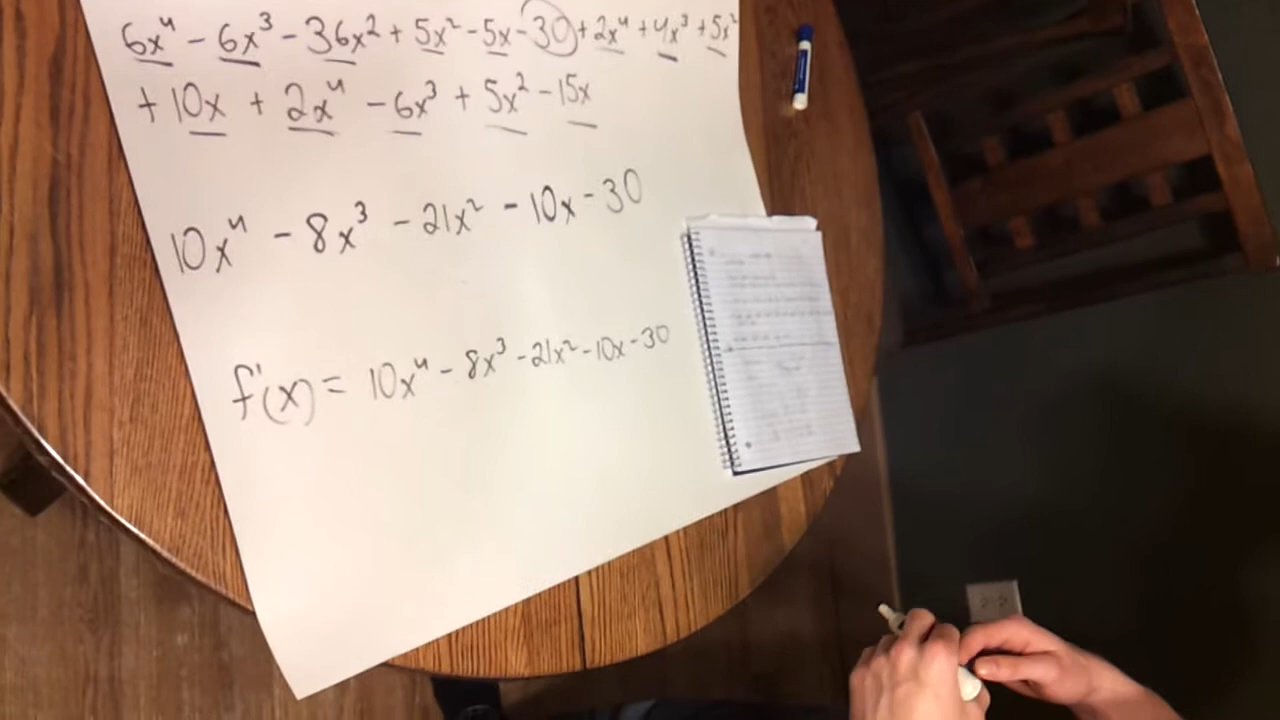 6x⁴ - 6x³ - 36x² + 5x² - 5x - 30 + 2x⁴ + 4x³ + 5x²
+ 10x + 2x⁴ - 6x³ + 5x² - 15x
10x⁴ - 8x³ - 21x² - 10x - 30
f'(x) = 10x⁴ - 8x³ - 21x² - 10x - 30